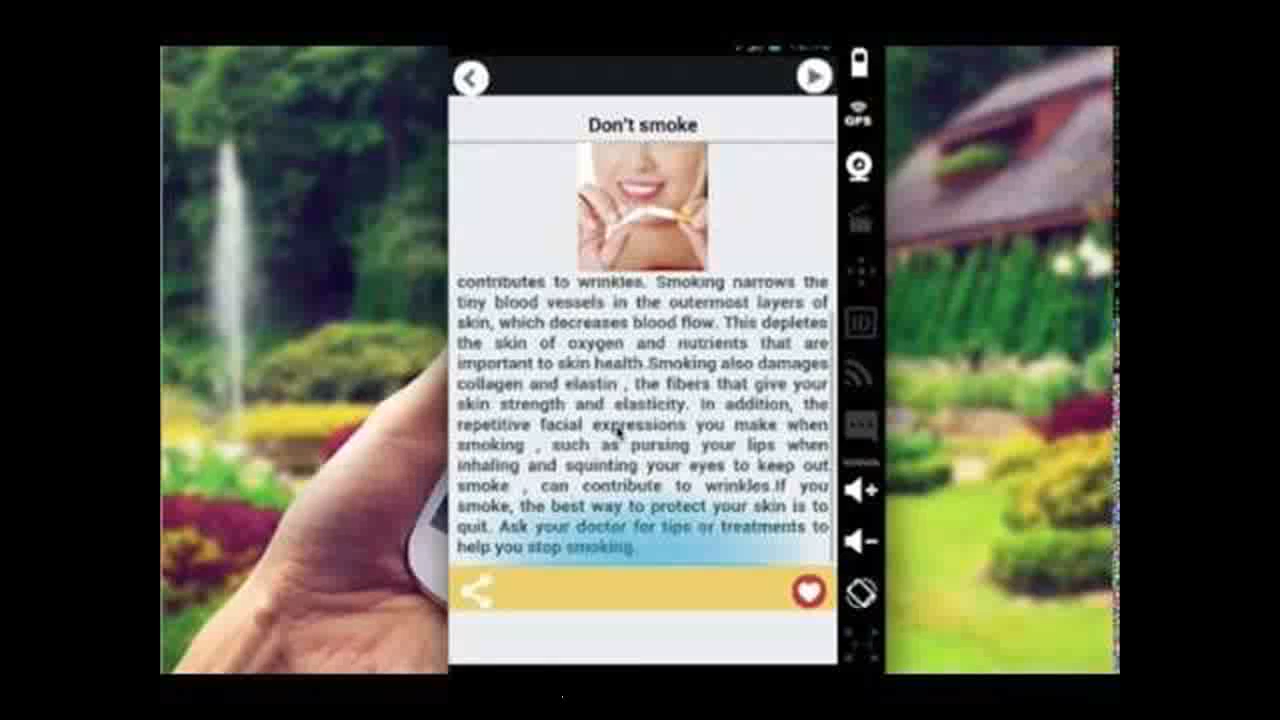 Don't smoke
GPS
contributes to wrinkles. Smoking narrows the
tiny blood vessels in the outermost layers of
skin, which decreases blood flow. This depletes
the skin of oxygen and nutrients that are
important to skin health.Smoking also damages
collagen and elastin , the fibers that give your
skin strength and elasticity. In addition, the
ID
repetitive facial expressions you make when
smoking , such as pursing your lips when
inhaling and squinting your eyes to keep out
smoke , can contribute to wrinkles.If you
smoke, the best way to protect your skin is to
quit. Ask your doctor for tips or treatments to
help you stop smoking.